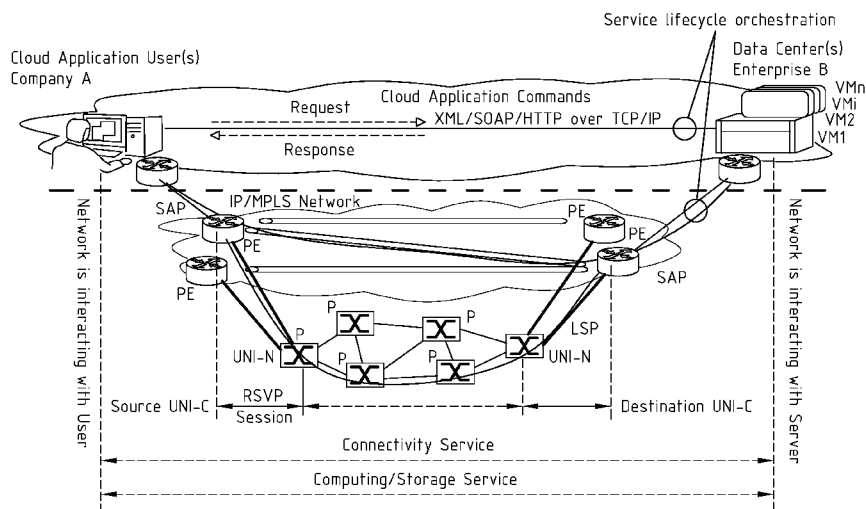 Service lifecycle orchestration
Cloud Application User(s)
Company A
Data Center(s)
Enterprise B
VMn
VMi
VM2
VM1
Cloud Application Commands
Request
XML/SOAP/HTTP over TCP/IP
Response
SAP
IP/MPLS Network
PE
PE
PE
PE
SAP
P
P
P
P
P
LSP
UNI-N
UNI-N
Source UNI-C
RSVP
Session
Destination UNI-C
Network is interacting with User
Network is interacting with Server
Connectivity Service
Computing/Storage Service